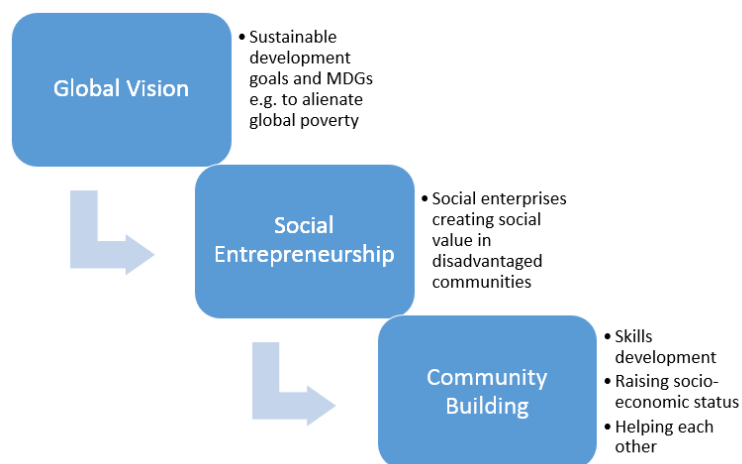 Global Vision
• Sustainable
development
goals and MDGs
e.g. to alienate
global poverty
Social
Entrepreneurship
• Social enterprises
creating social
value in
disadvantaged
communities
Community
Building
• Skills
development
• Raising socio-
economic status
• Helping each
other